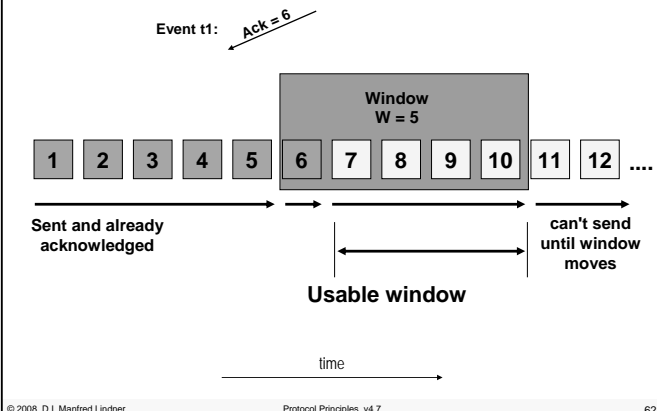 Event t1:
Ack = 6
Window
W = 5
1 2 3 4 5 6 7 8 9 10 11 12 ....
Sent and already
acknowledged
can't send
until window
moves
Usable window
time
© 2008, D.I. Manfred Lindner Protocol Principles, v4.7 62